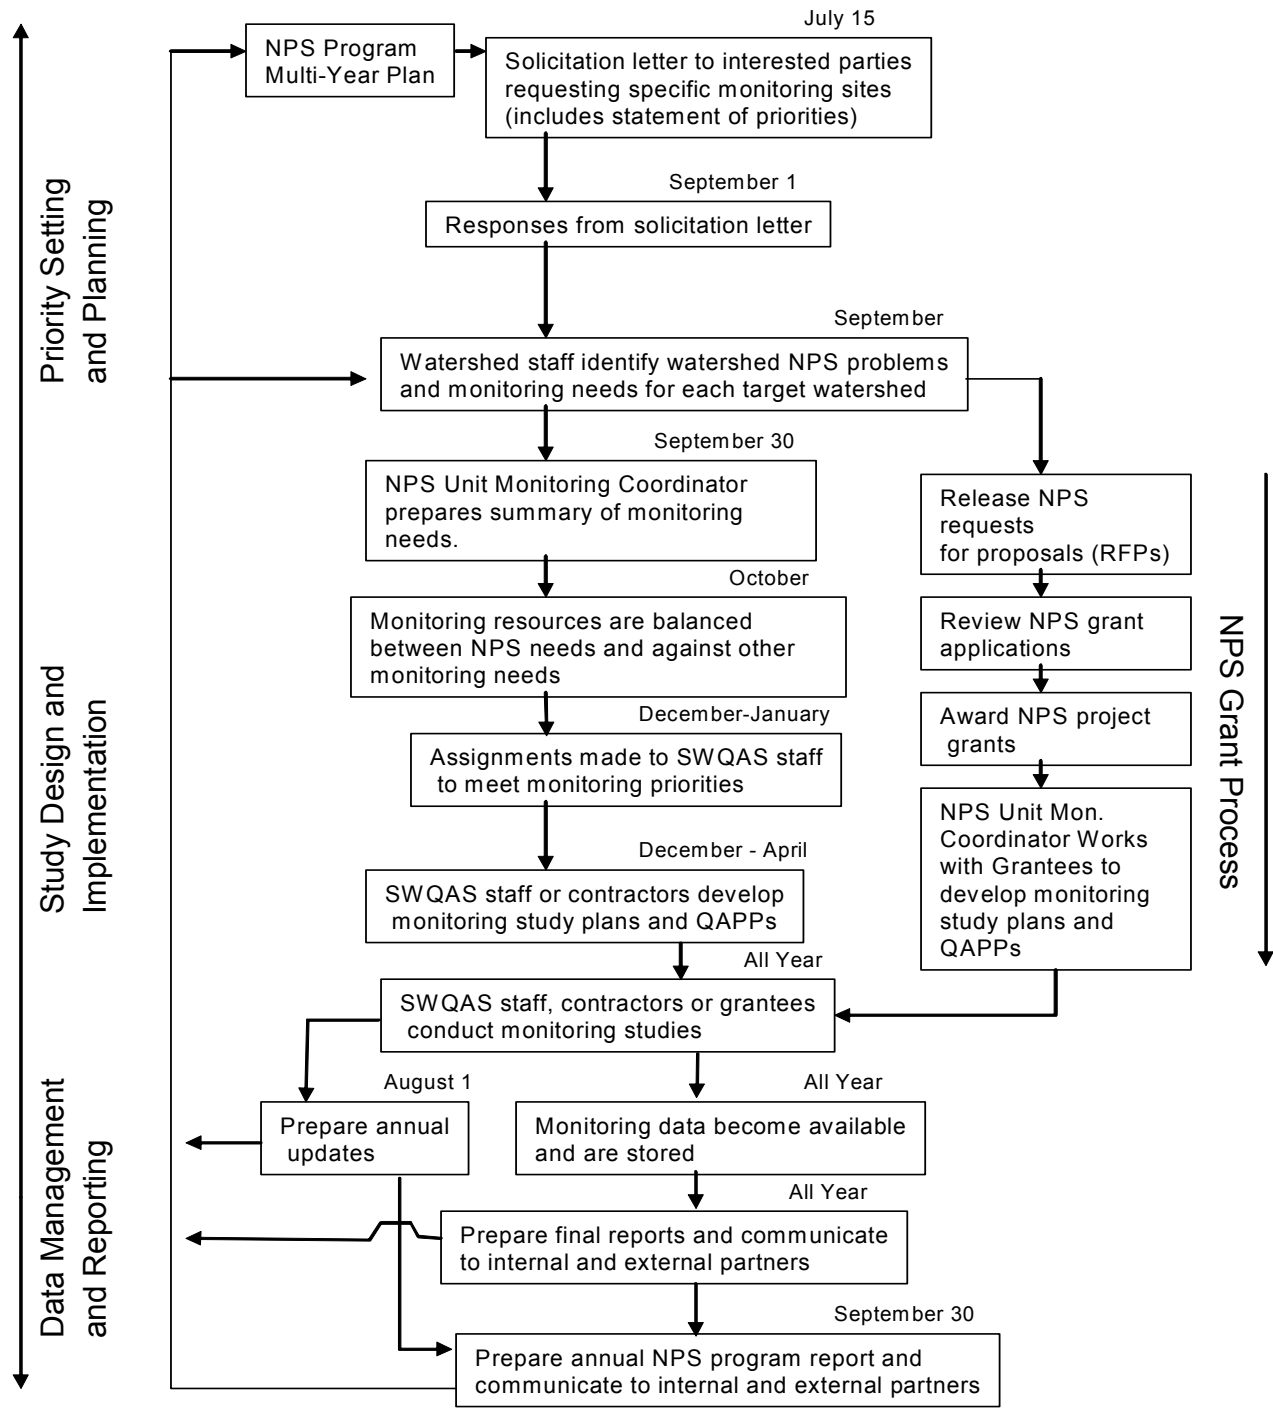 July 15
NPS Program
Multi-Year Plan
Solicitation letter to interested parties
requesting specific monitoring sites
(includes statement of priorities)
September 1
Responses from solicitation letter
September
Watershed staff identify watershed NPS problems
and monitoring needs for each target watershed
September 30
NPS Unit Monitoring Coordinator
prepares summary of monitoring
needs.
October
Monitoring resources are balanced
between NPS needs and against other
monitoring needs
December-January
Assignments made to SWQAS staff
to meet monitoring priorities
December - April
SWQAS staff or contractors develop
monitoring study plans and QAPPs
Release NPS
requests
for proposals (RFPs)
Review NPS grant
applications
Award NPS project
grants
NPS Unit Mon.
Coordinator Works
with Grantees to
develop monitoring
study plans and
QAPPs
All Year
SWQAS staff, contractors or grantees
conduct monitoring studies
August 1
Prepare annual
updates
All Year
Monitoring data become available
and are stored
All Year
Prepare final reports and communicate
to internal and external partners
September 30
Prepare annual NPS program report and
communicate to internal and external partners
Priority Setting
and Planning
Study Design and
Implementation
Data Management
and Reporting
NPS Grant Process